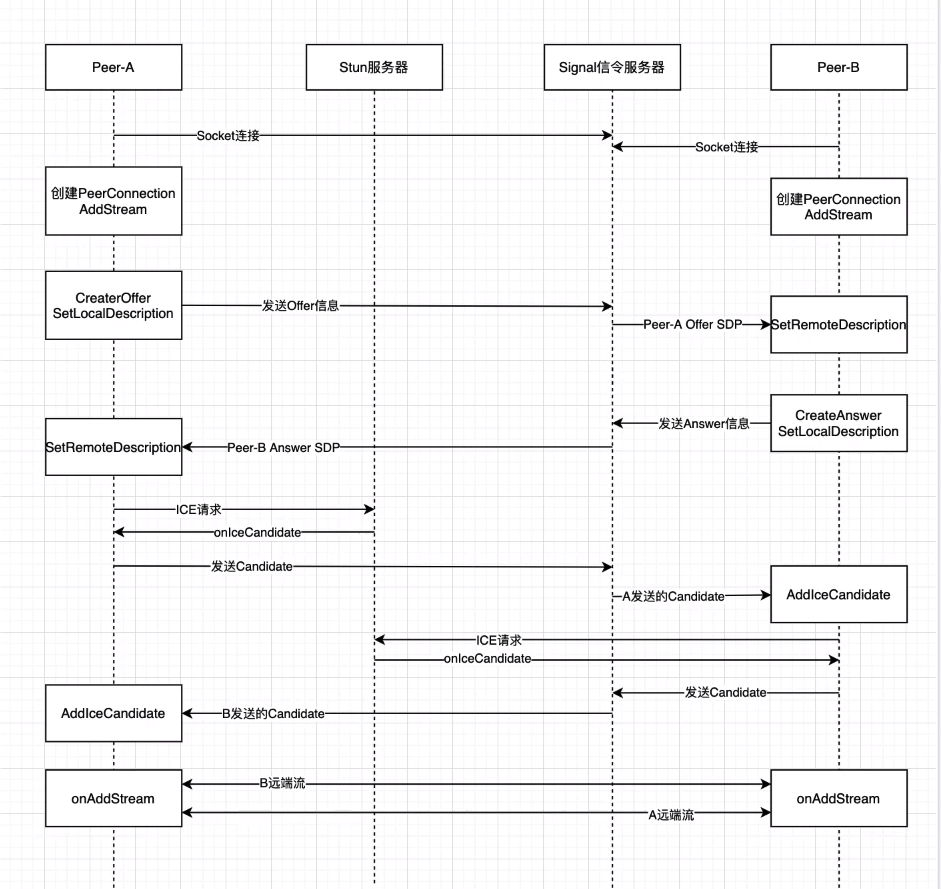 Peer-A
Stun服务器
Signal信令服务器
Peer-B
Socket连接
Socket连接
创建PeerConnection
AddStream
创建PeerConnection
AddStream
CreaterOffer
SetLocalDescription
发送Offer信息
Peer-A Offer SDP
SetRemoteDescription
CreateAnswer
SetLocalDescription
发送Answer信息
SetRemoteDescription
Peer-B Answer SDP
ICE请求
onIceCandidate
发送Candidate
A发送的Candidate
AddIceCandidate
ICE请求
onIceCandidate
发送Candidate
AddIceCandidate
B发送的Candidate
onAddStream
B远端流
A远端流
onAddStream